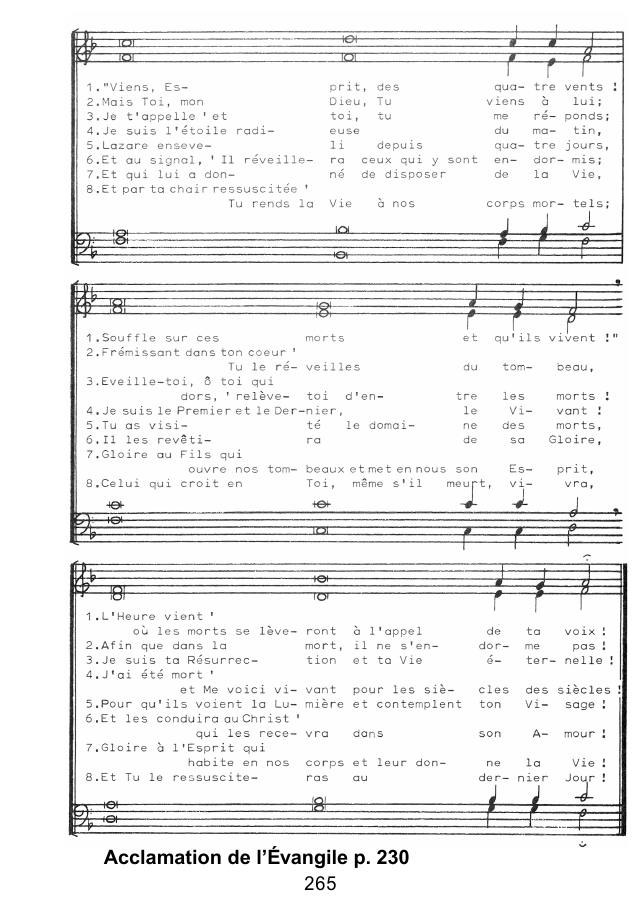 1."Viens, Es- prit, des qua- tre vents !
2.Mais Toi, mon Dieu, Tu viens à lui;
3.Je t'appelle ' et toi, tu me ré- ponds;
4.Je suis l'étoile radi- euse du ma- tin,
5.Lazare enseve- li depuis qua- tre jours,
6.Et au signal, ' Il réveille- ra ceux qui y sont en- dor- mis;
7.Et qui lui a don- né de disposer de la Vie,
8.Et par ta chair ressuscitée '
Tu rends la Vie à nos corps mor- tels;
1.Souffle sur ces morts et qu'ils vivent !"
2.Frémissant dans ton coeur '
Tu le ré- veilles du tom- beau,
3.Eveille-toi, ô toi qui
dors, ' relève- toi d'en- tre les morts !
4.Je suis le Premier et le Der- nier, le Vi- vant !
5.Tu as visi- té le domai- ne des morts,
6.Il les revêti- ra de sa Gloire,
7.Gloire au Fils qui
ouvre nos tom- beaux et met en nous son Es- prit,
8.Celui qui croit en Toi, même s'il meurt, vi- vra,
1.L'Heure vient '
où les morts se lève- ront à l'appel de ta voix !
2.Afin que dans la mort, il ne s'en- dor- me pas !
3.Je suis ta Résurrec- tion et ta Vie é- ter- nelle !
4.J'ai été mort '
et Me voici vi- vant pour les siè- cles des siècles !
5.Pour qu'ils voient la Lu- mière et contemplent ton Vi- sage !
6.Et les conduira au Christ '
qui les rece- vra dans son A- mour !
7.Gloire à l'Esprit qui
habite en nos corps et leur don- ne la Vie !
8.Et Tu le ressuscite- ras au der- nier Jour !
Acclamation de l'Évangile p. 230
265